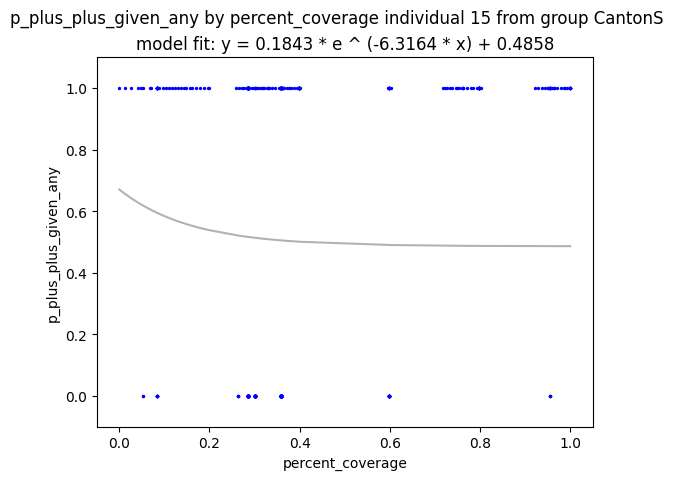 p_plus_plus_given_any by percent_coverage individual 15 from group CantonS
model fit: y = 0.1843 * e ^ (-6.3164 * x) + 0.4858
1.0
0.8
0.6
0.4
0.2
0.0
p_plus_plus_given_any
0.0 0.2 0.4 0.6 0.8 1.0
percent_coverage